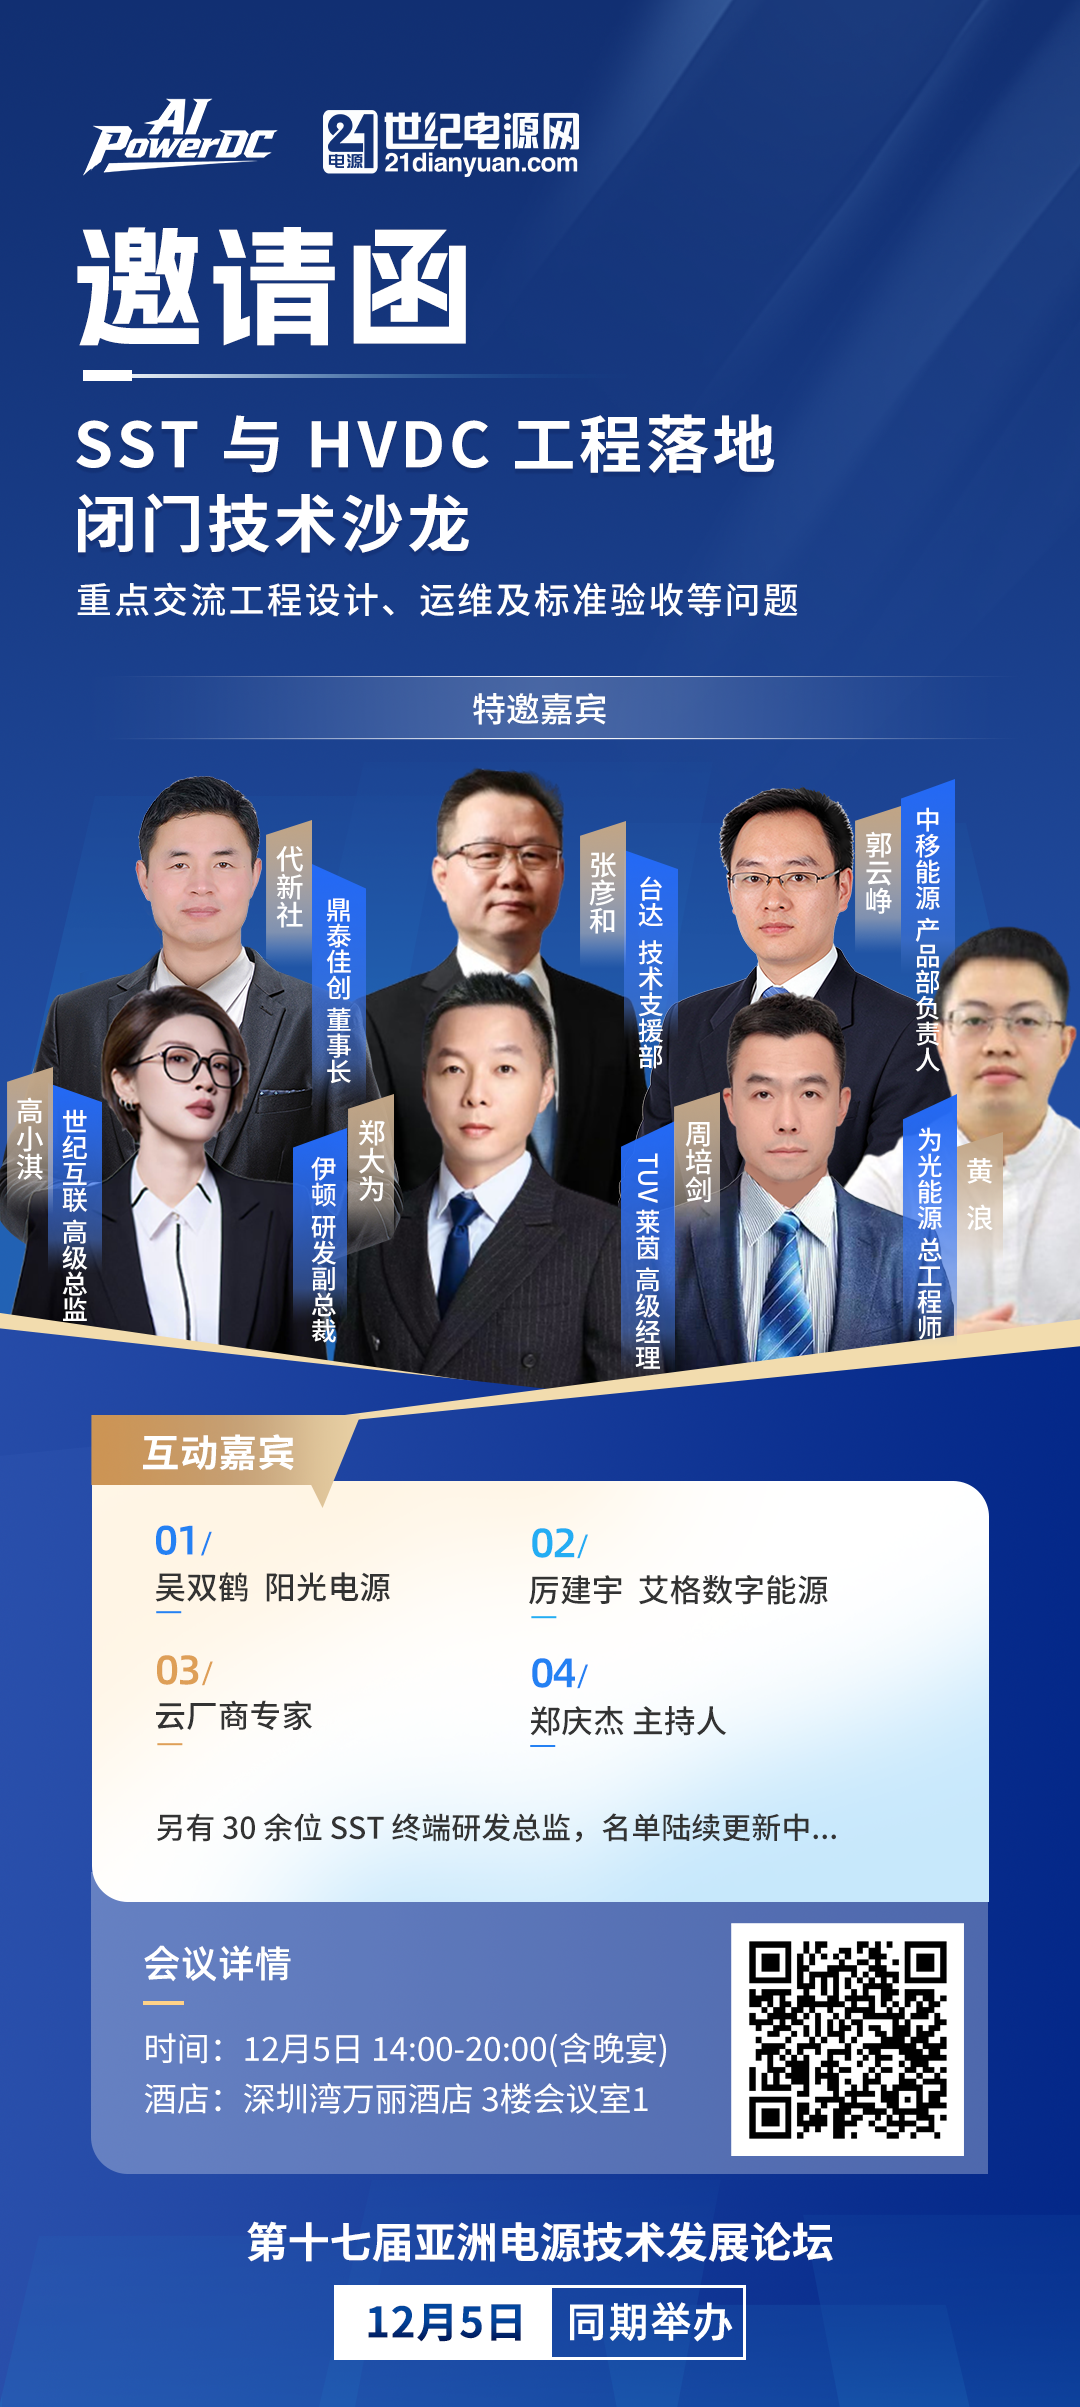 AI
PowerDC
21
电源
世纪电源网
21dianyuan.com
邀请函
SST 与 HVDC 工程落地
闭门技术沙龙
重点交流工程设计、运维及标准验收等问题
特邀嘉宾
代新社
鼎泰佳创 董事长
张彦和
台达 技术支援部
郭云峥
中移能源 产品部负责人
高小淇
世纪互联 高级总监
伊顿 研发副总裁
郑大为
TUV 莱茵 高级经理
周培剑
为光能源 总工程师
黄 浪
互动嘉宾
01/
吴双鹤 阳光电源
02/
厉建宇 艾格数字能源
03/
云厂商专家
04/
郑庆杰 主持人
另有 30 余位 SST 终端研发总监，名单陆续更新中...
会议详情
时间：12月5日 14:00-20:00(含晚宴)
酒店：深圳湾万丽酒店 3楼会议室1
第十七届亚洲电源技术发展论坛
12月5日 同期举办